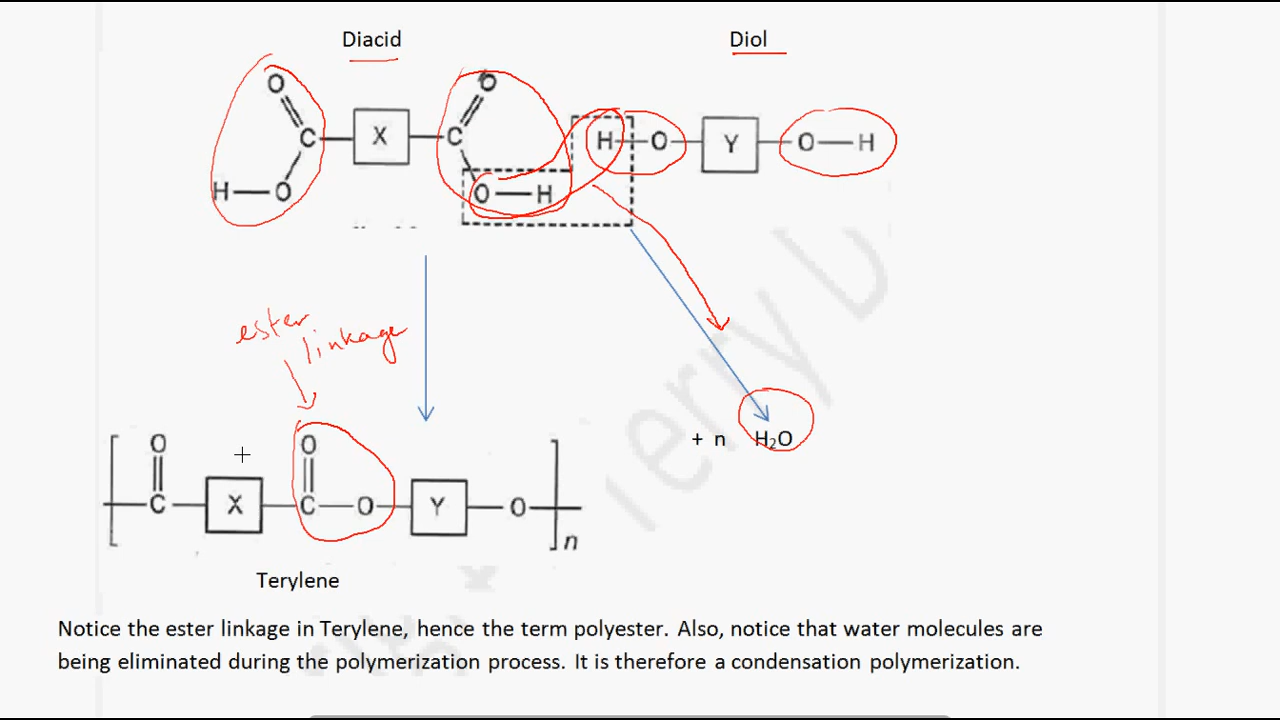 Diacid Diol
O O
C X C H O Y O H
H O O H
ester
linkage
+ n H₂O
O O
C X C O Y O n
Terylene
Notice the ester linkage in Terylene, hence the term polyester. Also, notice that water molecules are
being eliminated during the polymerization process. It is therefore a condensation polymerization.